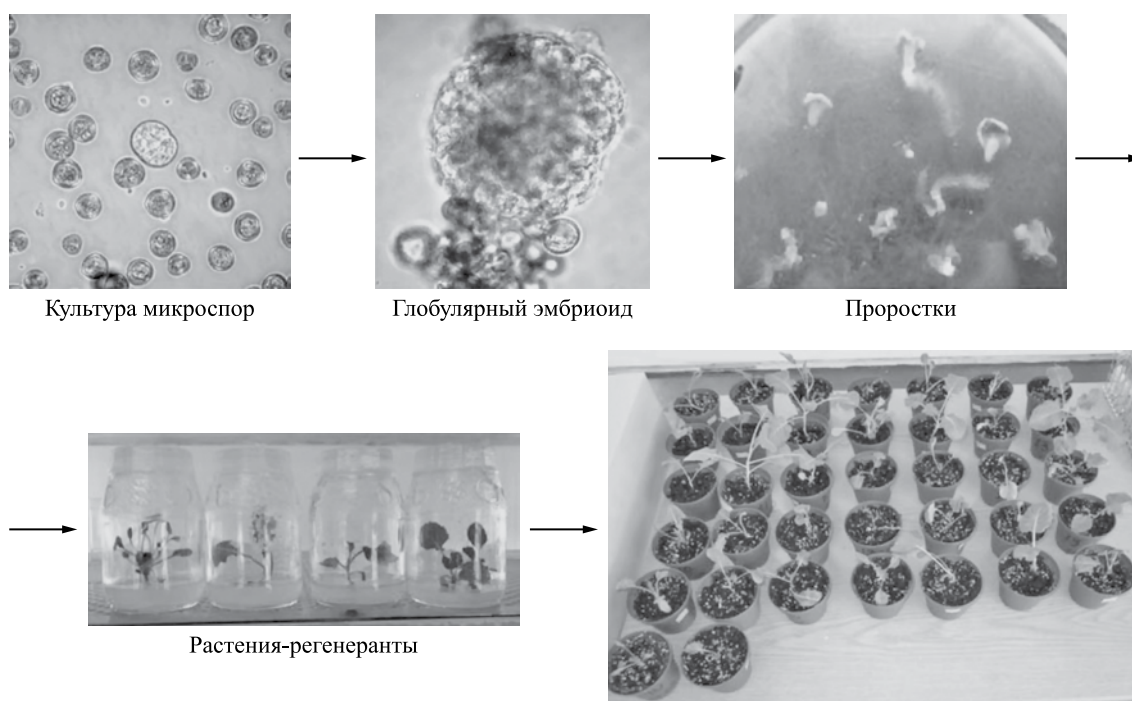 Культура микроспор
Глобулярный эмбриоид
Проростки
Растения-регенеранты